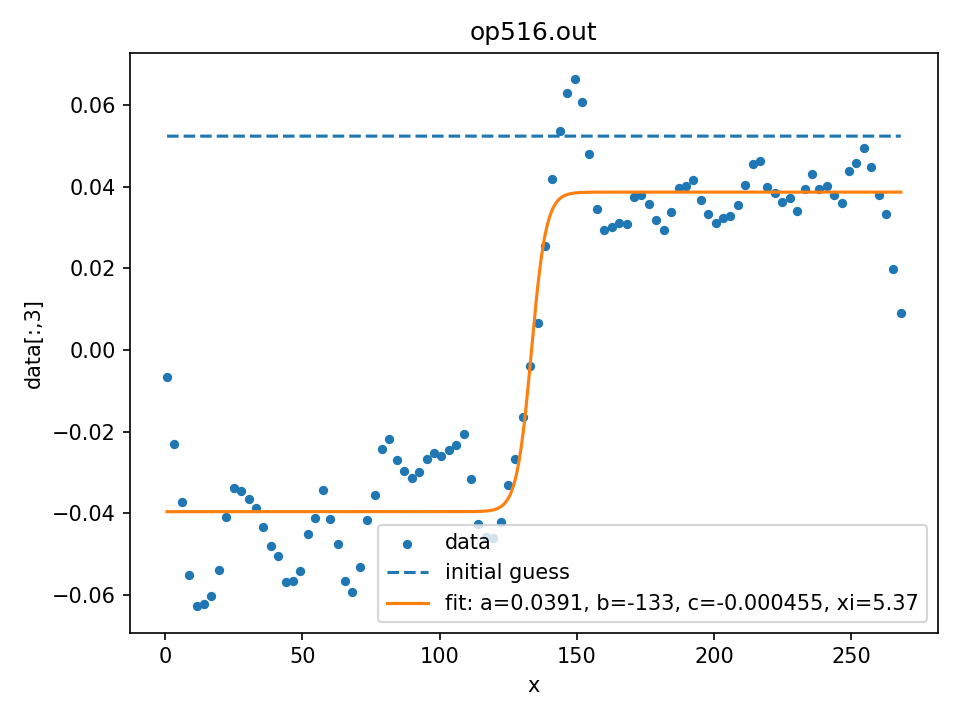 op516.out
0.06
0.04
0.02
0.00
−0.02
−0.04
−0.06
data[:,3]
data
initial guess
fit: a=0.0391, b=-133, c=-0.000455, xi=5.37
0
50
100
150
200
250
x